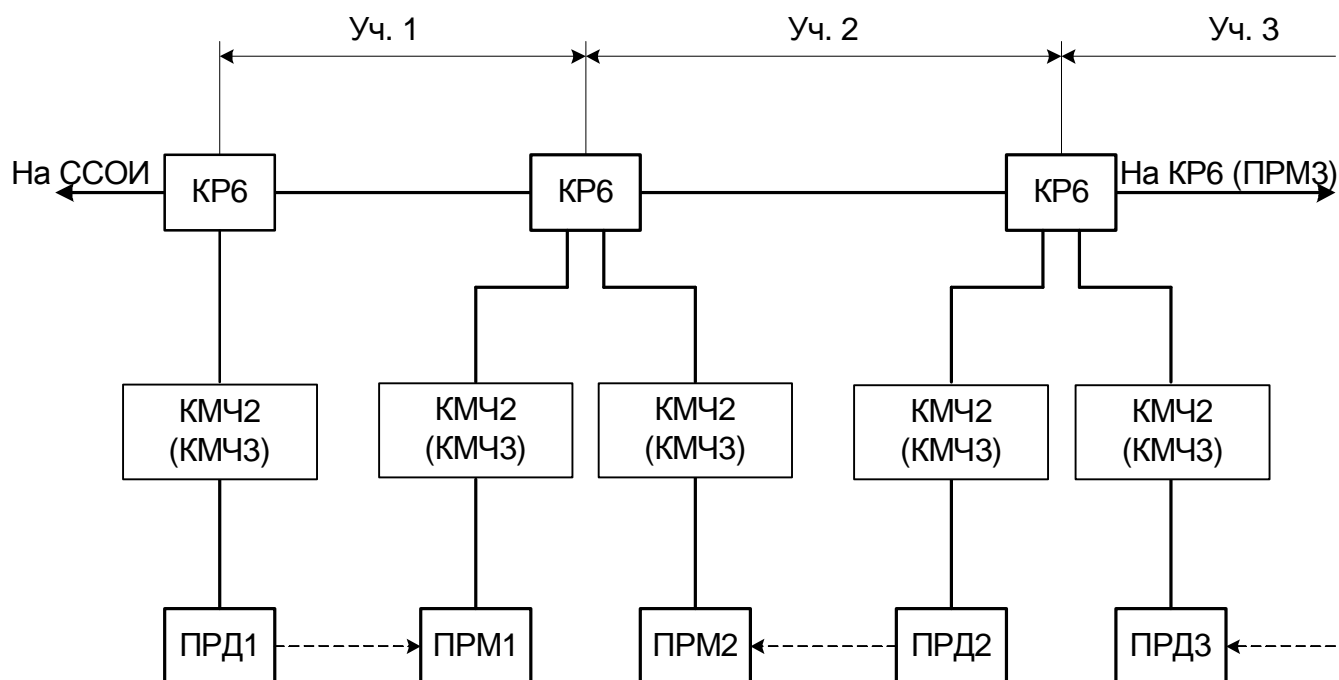 Уч. 1
Уч. 2
Уч. 3
На ССОИ
КР6
КР6
КР6
На КР6 (ПРМ3)
КМЧ2
(КМЧ3)
КМЧ2
(КМЧ3)
КМЧ2
(КМЧ3)
КМЧ2
(КМЧ3)
КМЧ2
(КМЧ3)
ПРД1
ПРМ1
ПРМ2
ПРД2
ПРД3